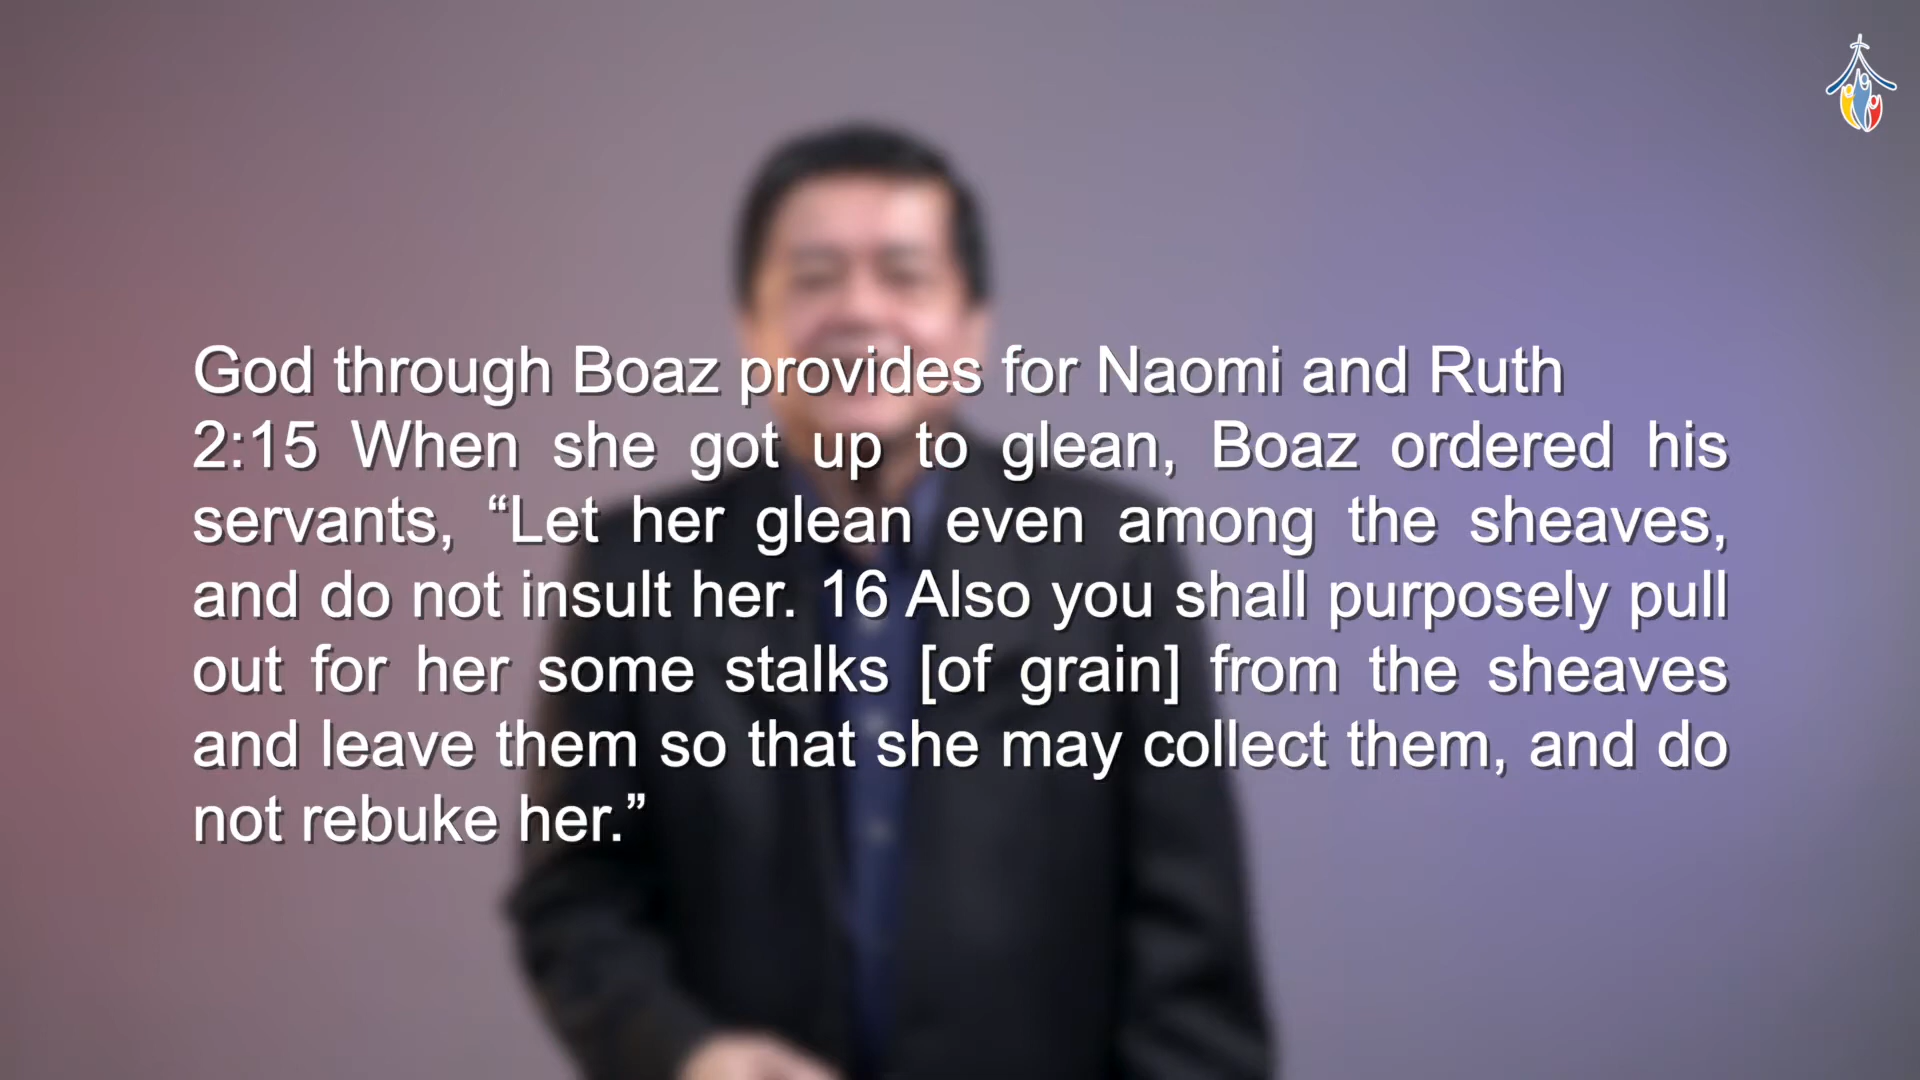 God through Boaz provides for Naomi and Ruth
2:15 When she got up to glean, Boaz ordered his
servants, “Let her glean even among the sheaves,
and do not insult her. 16 Also you shall purposely pull
out for her some stalks [of grain] from the sheaves
and leave them so that she may collect them, and do
not rebuke her.”